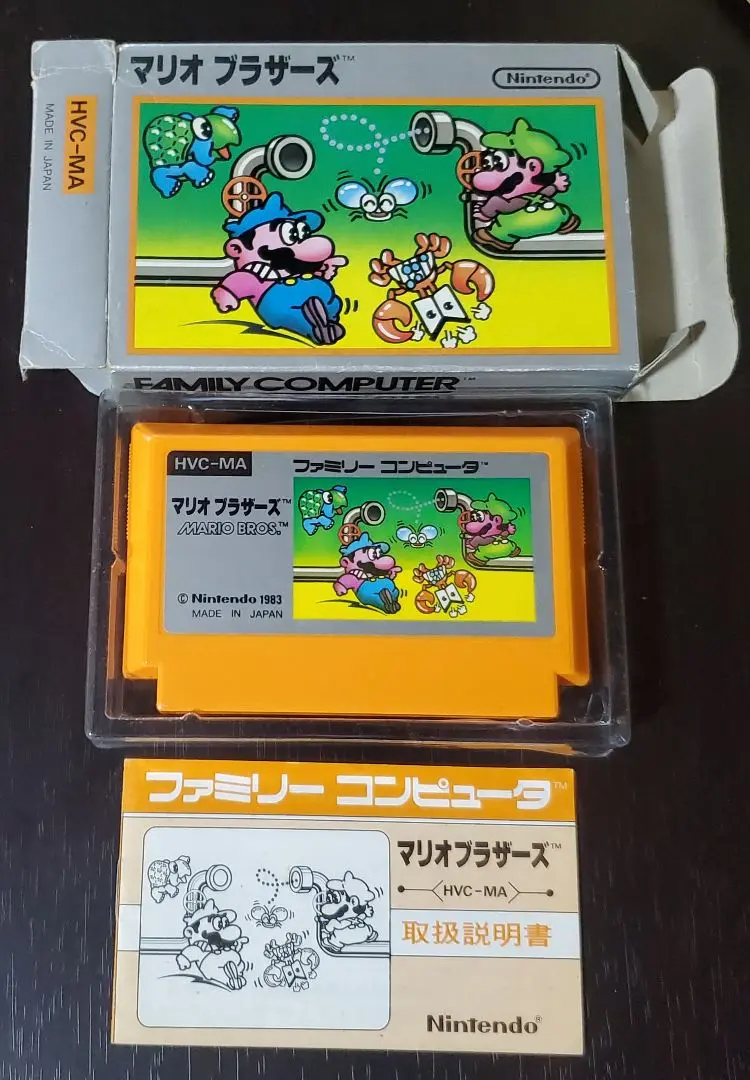 マリオ ブラザーズ™
Nintendo®
HVC-MA
MADE IN JAPAN
FAMILY COMPUTER™
HVC-MA
ファミリー コンピュータ™
マリオ ブラザーズ™
MARIO BROS.™
© Nintendo 1983
MADE IN JAPAN
ファミリー コンピュータ™
マリオブラザーズ™
HVC-MA
取扱説明書
Nintendo®